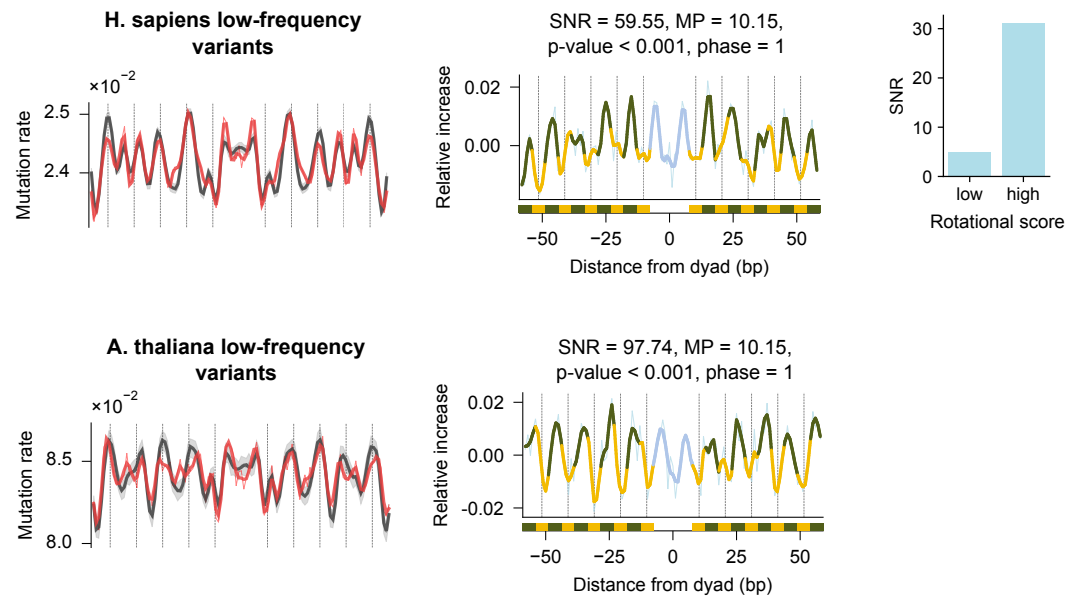 H. sapiens low-frequency
variants
×10⁻²
2.5
2.4
Mutation rate
SNR = 59.55, MP = 10.15,
p-value < 0.001, phase = 1
0.02
0.00
Relative increase
−50 −25 0 25 50
Distance from dyad (bp)
30
20
10
0
SNR
low high
Rotational score
A. thaliana low-frequency
variants
×10⁻²
8.5
8.0
Mutation rate
SNR = 97.74, MP = 10.15,
p-value < 0.001, phase = 1
0.02
0.00
-0.02
Relative increase
−50 −25 0 25 50
Distance from dyad (bp)